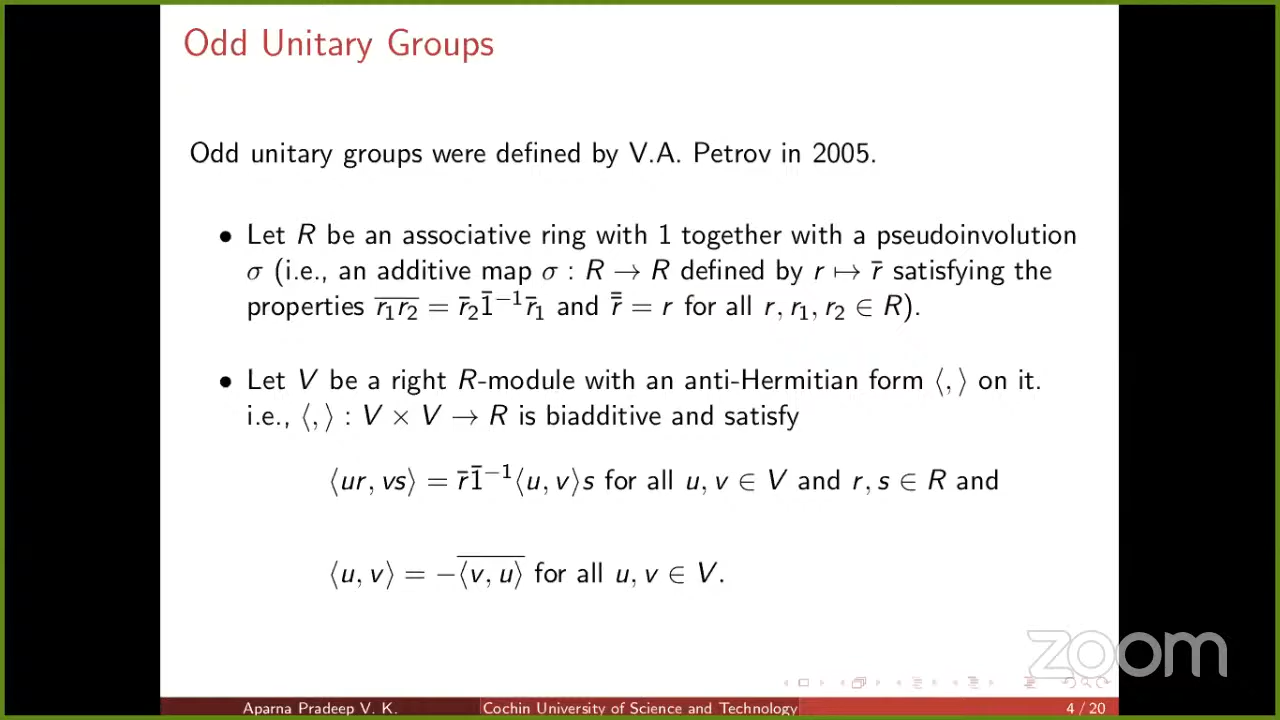 Odd Unitary Groups
Odd unitary groups were defined by V.A. Petrov in 2005.
• Let R be an associative ring with 1 together with a pseudoinvolution
σ (i.e., an additive map σ : R → R defined by r ↦ r̄ satisfying the
properties \overline{r₁r₂} = r̄₂1̄⁻¹r̄₁ and \bar{\bar{r}} = r for all r, r₁, r₂ ∈ R).
• Let V be a right R-module with an anti-Hermitian form ⟨,⟩ on it.
i.e., ⟨,⟩ : V × V → R is biadditive and satisfy
⟨ur, vs⟩ = r̄1̄⁻¹⟨u, v⟩s for all u, v ∈ V and r, s ∈ R and
⟨u, v⟩ = −\overline{⟨v, u⟩} for all u, v ∈ V.
zoom
Aparna Pradeep V. K. Cochin University of Science and Technology 4 / 20